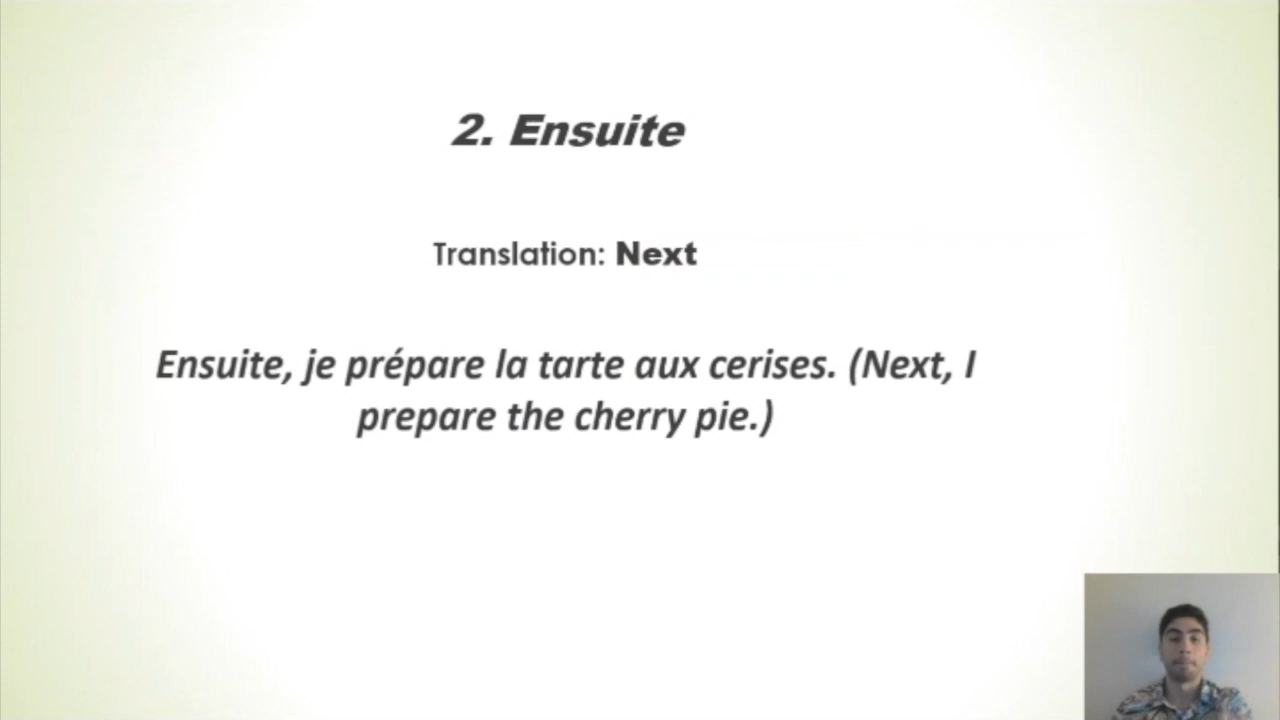 2. Ensuite
Translation: Next
Ensuite, je prépare la tarte aux cerises. (Next, I
prepare the cherry pie.)